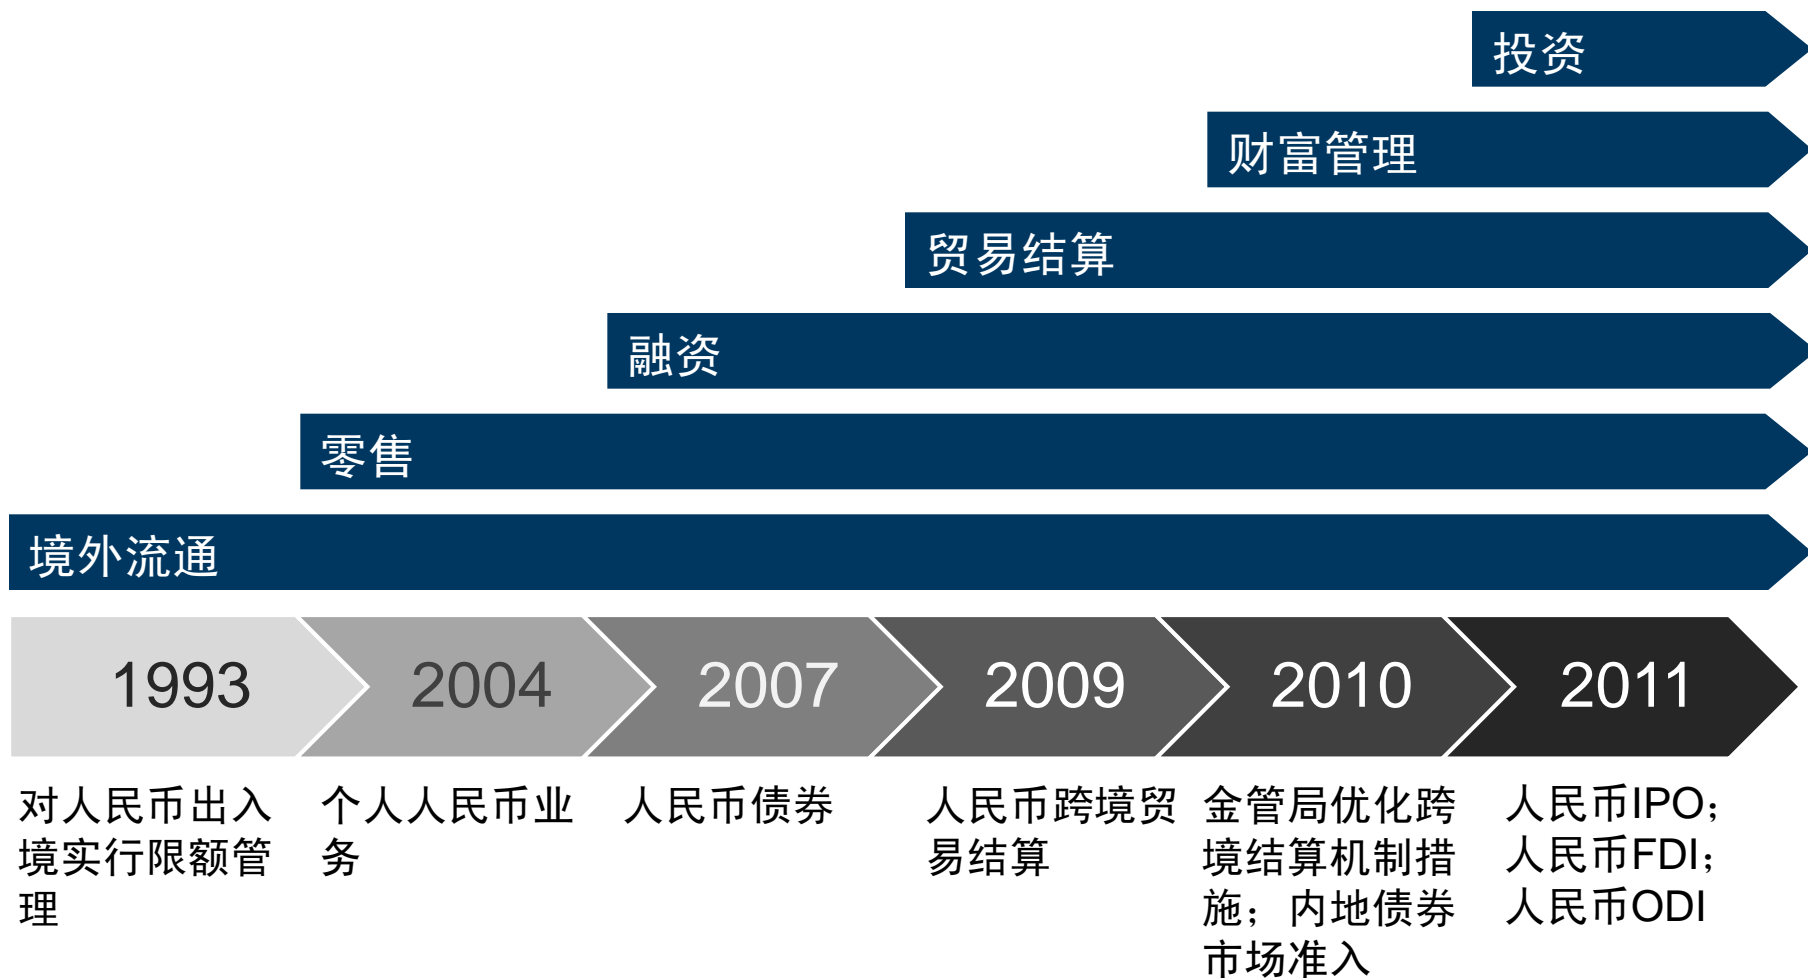 投资
财富管理
贸易结算
融资
零售
境外流通
1993
2004
2007
2009
2010
2011
对人民币出入
境实行限额管
理
个人人民币业
务
人民币债券
人民币跨境贸
易结算
金管局优化跨
境结算机制措
施；内地债券
市场准入
人民币IPO；
人民币FDI；
人民币ODI